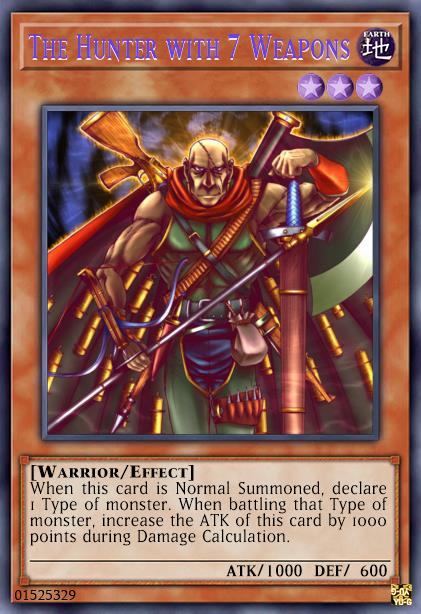 The Hunter with 7 Weapons
EARTH
地
[Warrior/Effect]
When this card is Normal Summoned, declare
1 Type of monster. When battling that Type of
monster, increase the ATK of this card by 1000
points during Damage Calculation.
ATK/1000 DEF/ 600
01525329